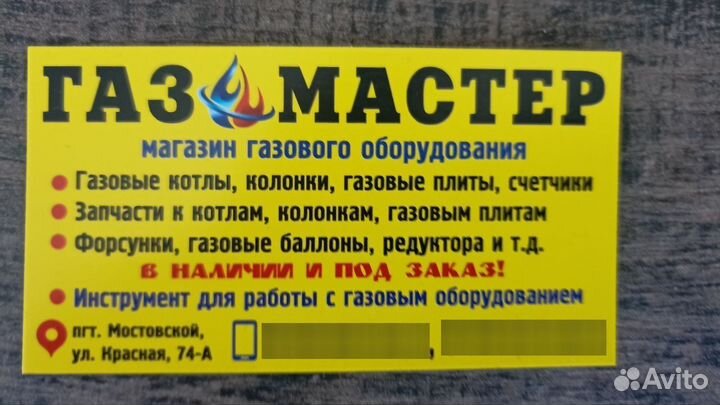 ГАЗ МАСТЕР
магазин газового оборудования
Газовые котлы, колонки, газовые плиты, счетчики
Запчасти к котлам, колонкам, газовым плитам
Форсунки, газовые баллоны, редуктора и т.д.
В НАЛИЧИИ И ПОД ЗАКАЗ!
Инструмент для работы с газовым оборудованием
пгт. Мостовской,
ул. Красная, 74-А
Avito